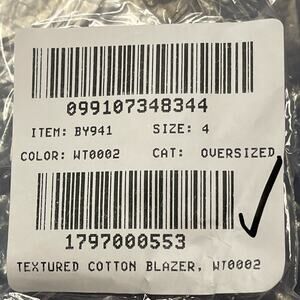 099107348344
ITEM: BY941 SIZE: 4
COLOR: WT0002 CAT: OVERSIZED
1797000553
TEXTURED COTTON BLAZER, WT0002